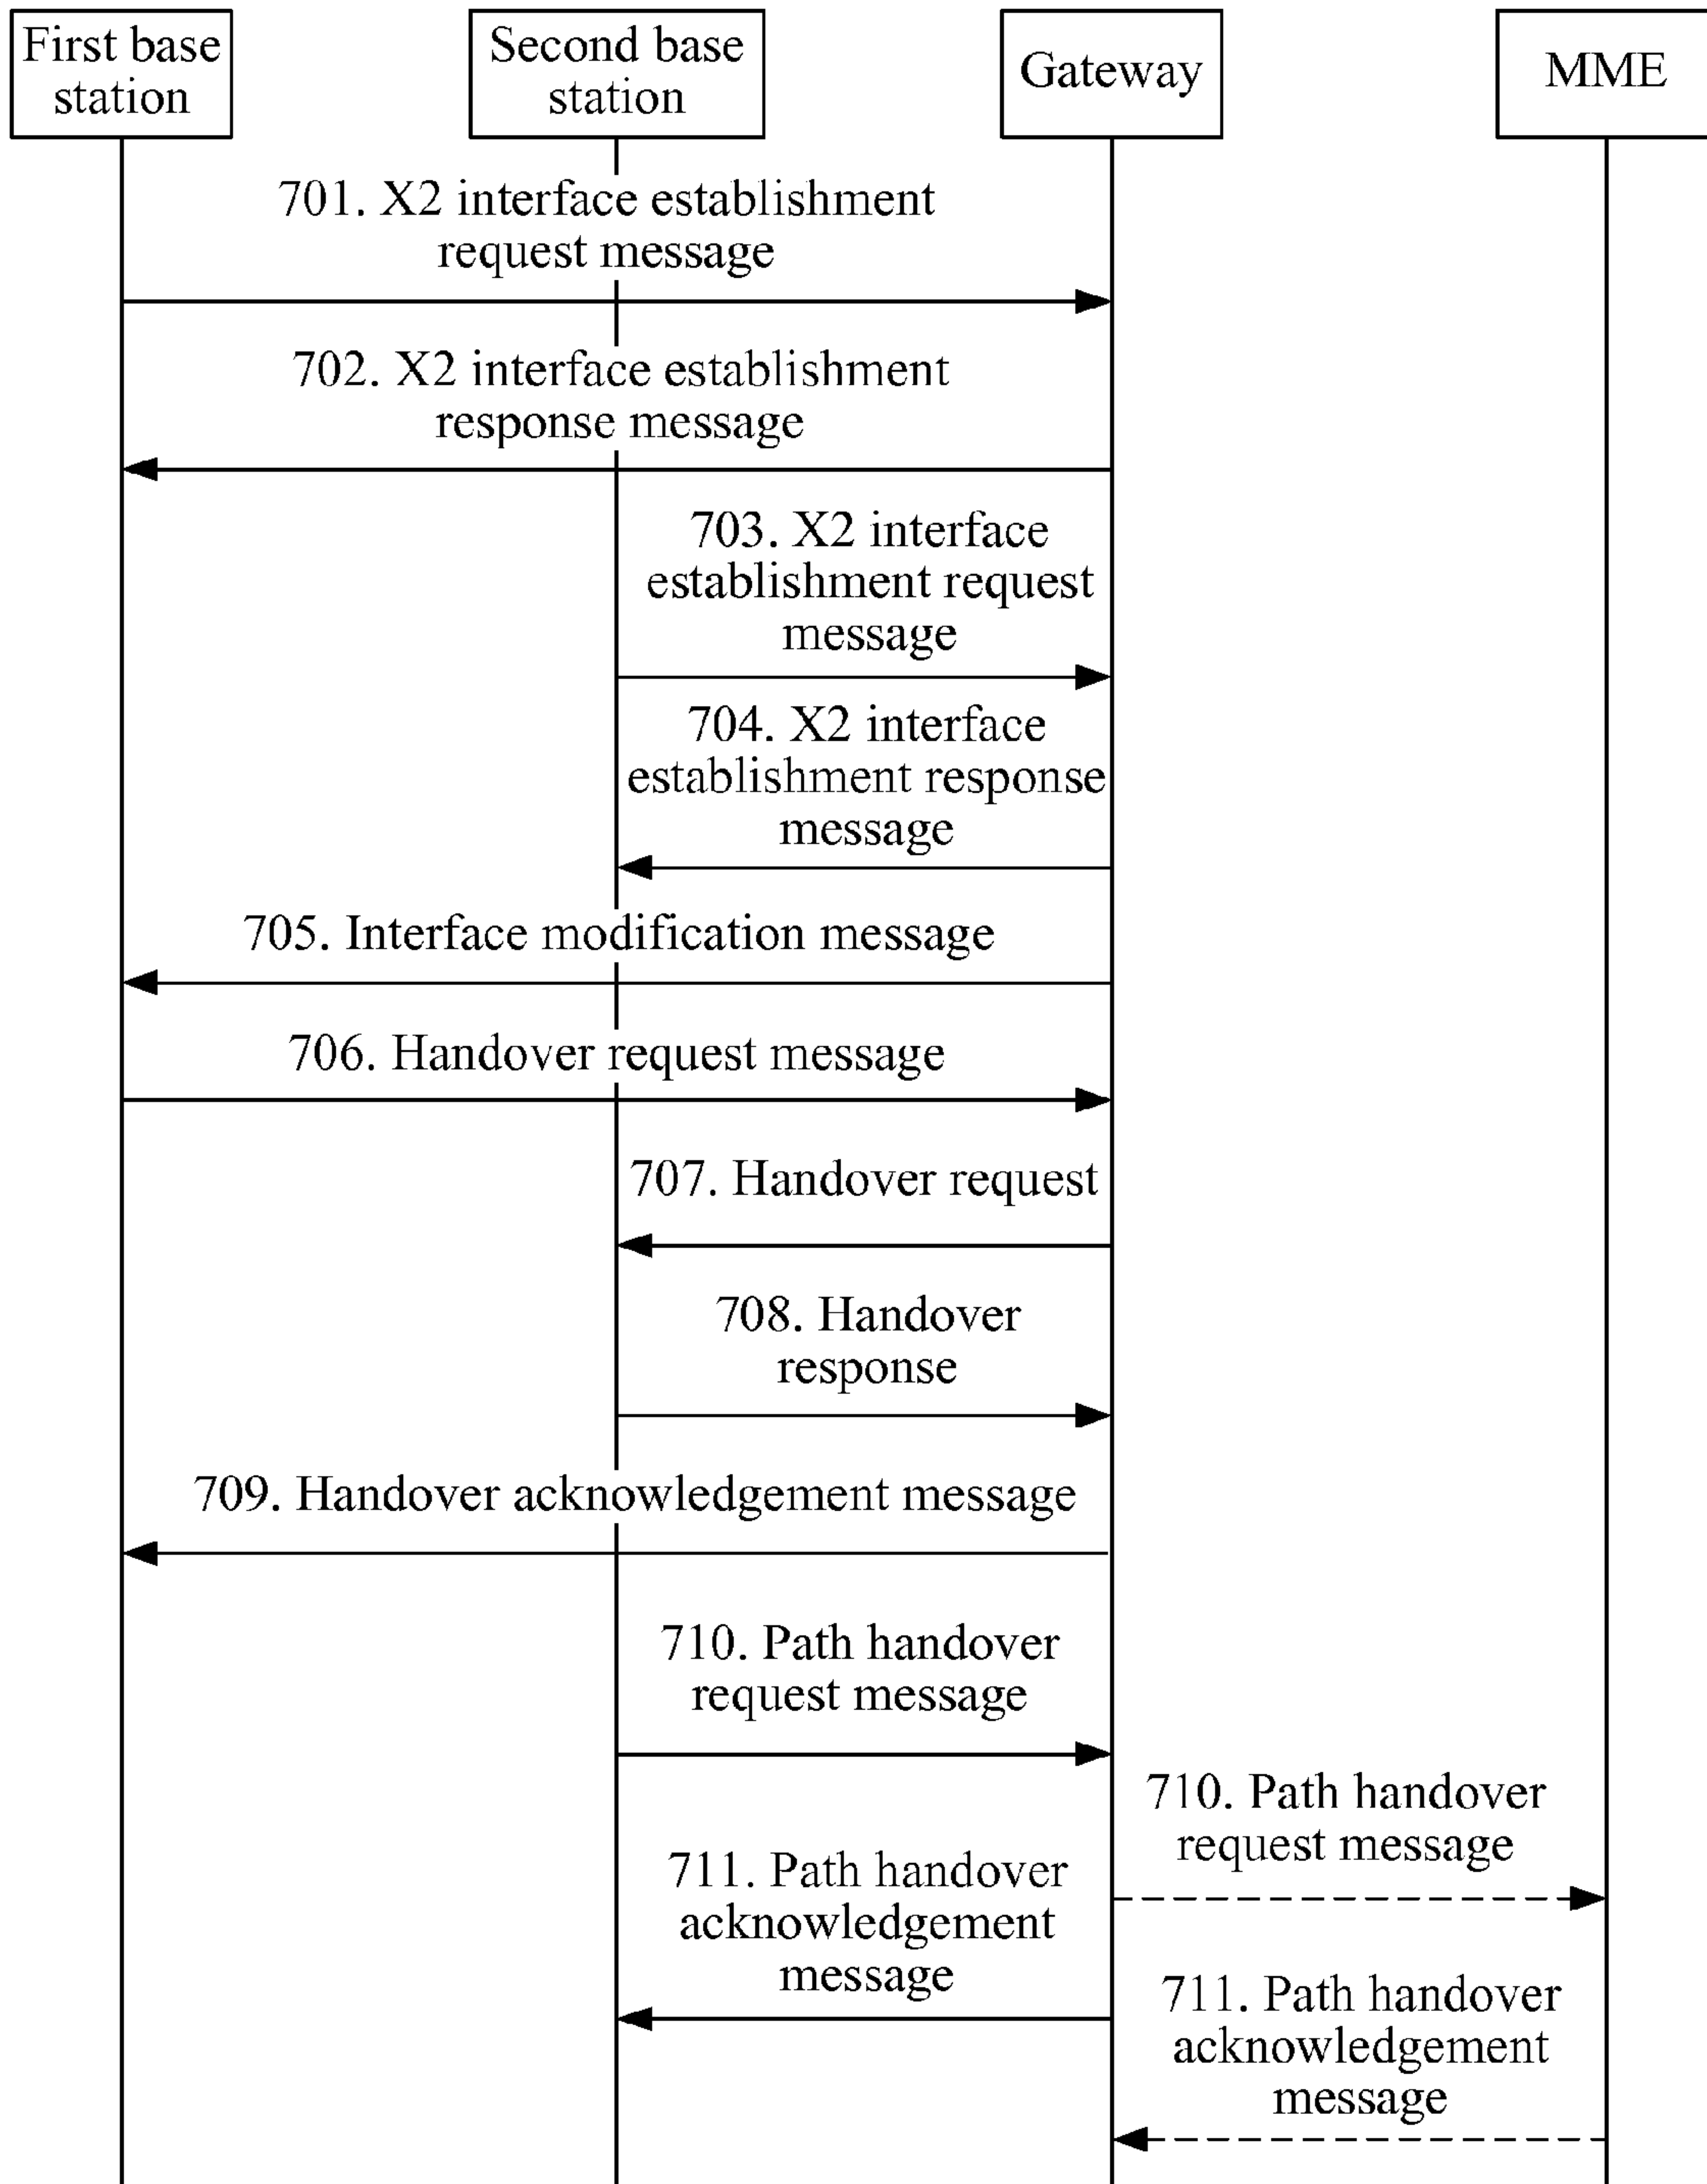 First base
station
Second base
station
Gateway
MME
701. X2 interface establishment
request message
702. X2 interface establishment
response message
703. X2 interface
establishment request
message
704. X2 interface
establishment response
message
705. Interface modification message
706. Handover request message
707. Handover request
708. Handover
response
709. Handover acknowledgement message
710. Path handover
request message
710. Path handover
request message
711. Path handover
acknowledgement
message
711. Path handover
acknowledgement
message